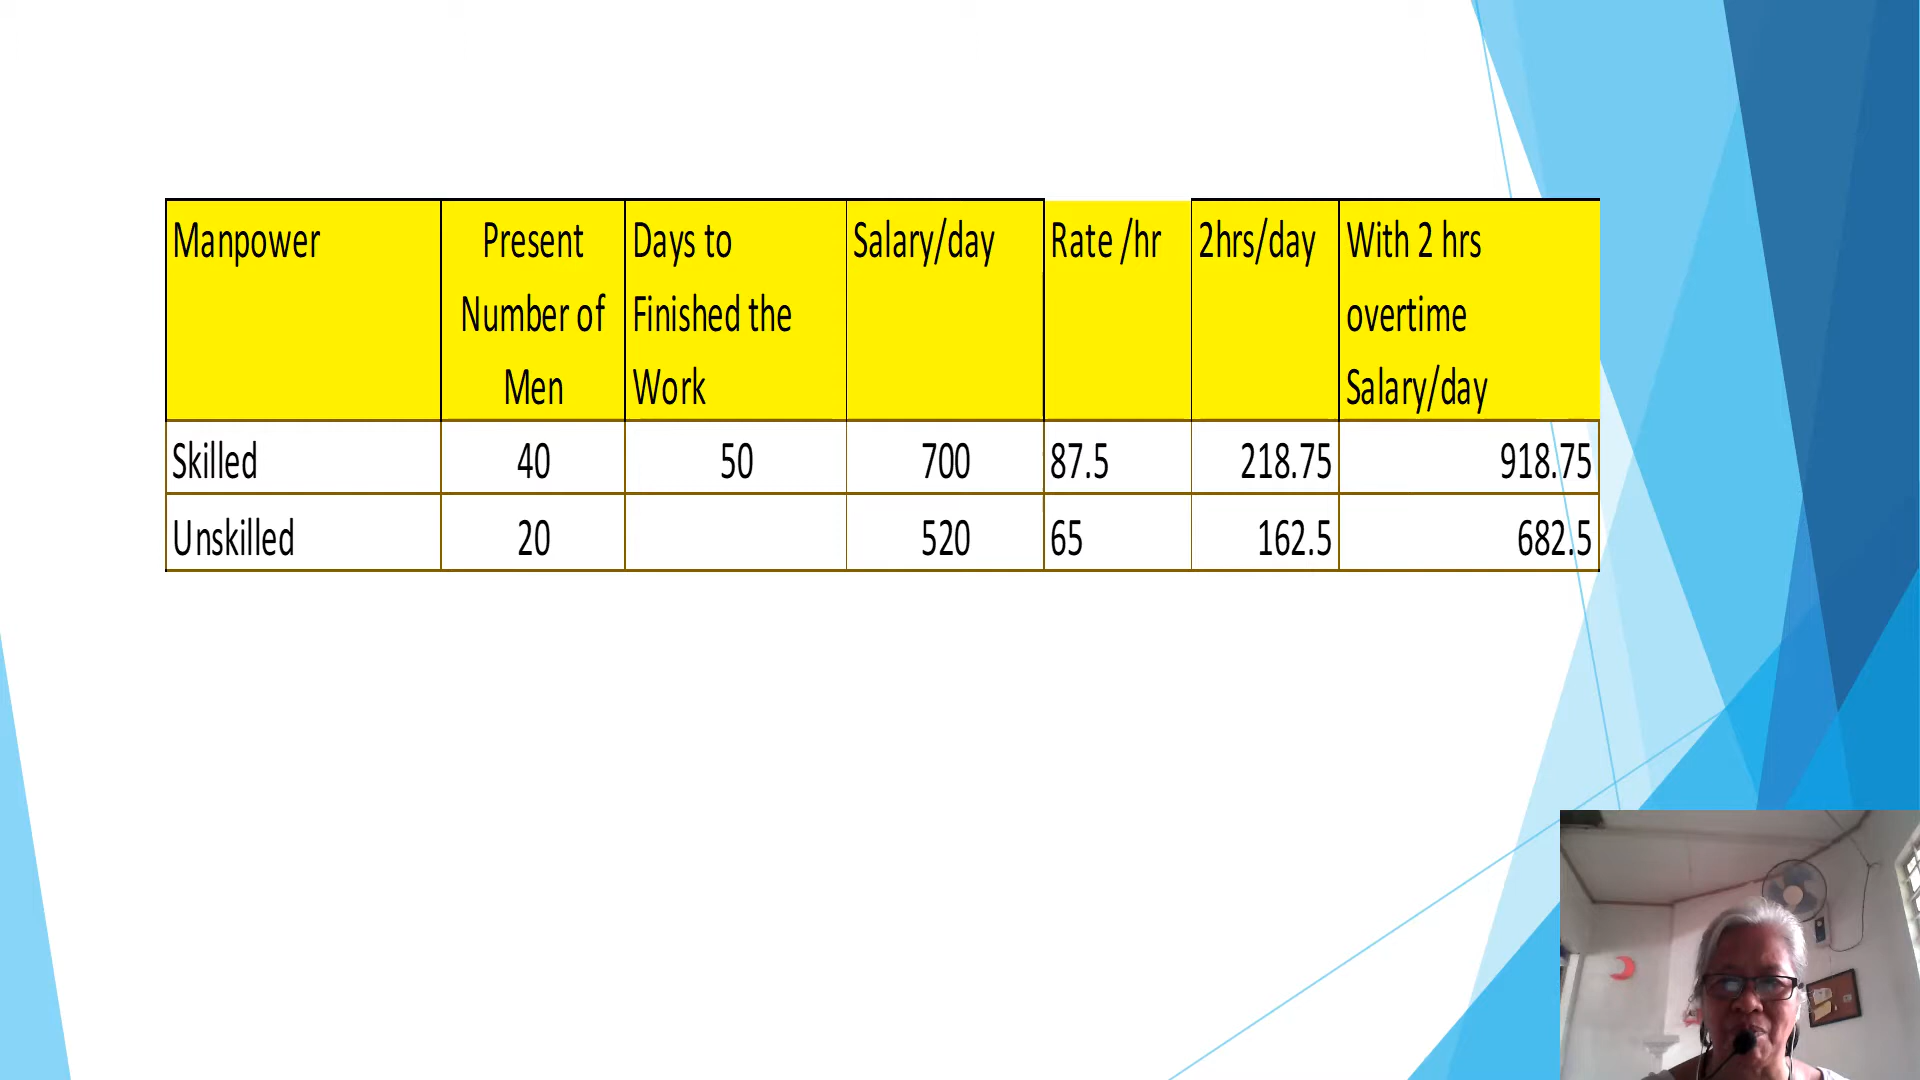 Manpower
Present
Number of
Men
Days to
Finished the
Work
Salary/day
Rate /hr
2hrs/day
With 2 hrs
overtime
Salary/day
Skilled 40 50 700 87.5 218.75 918.75
Unskilled 20 520 65 162.5 682.5